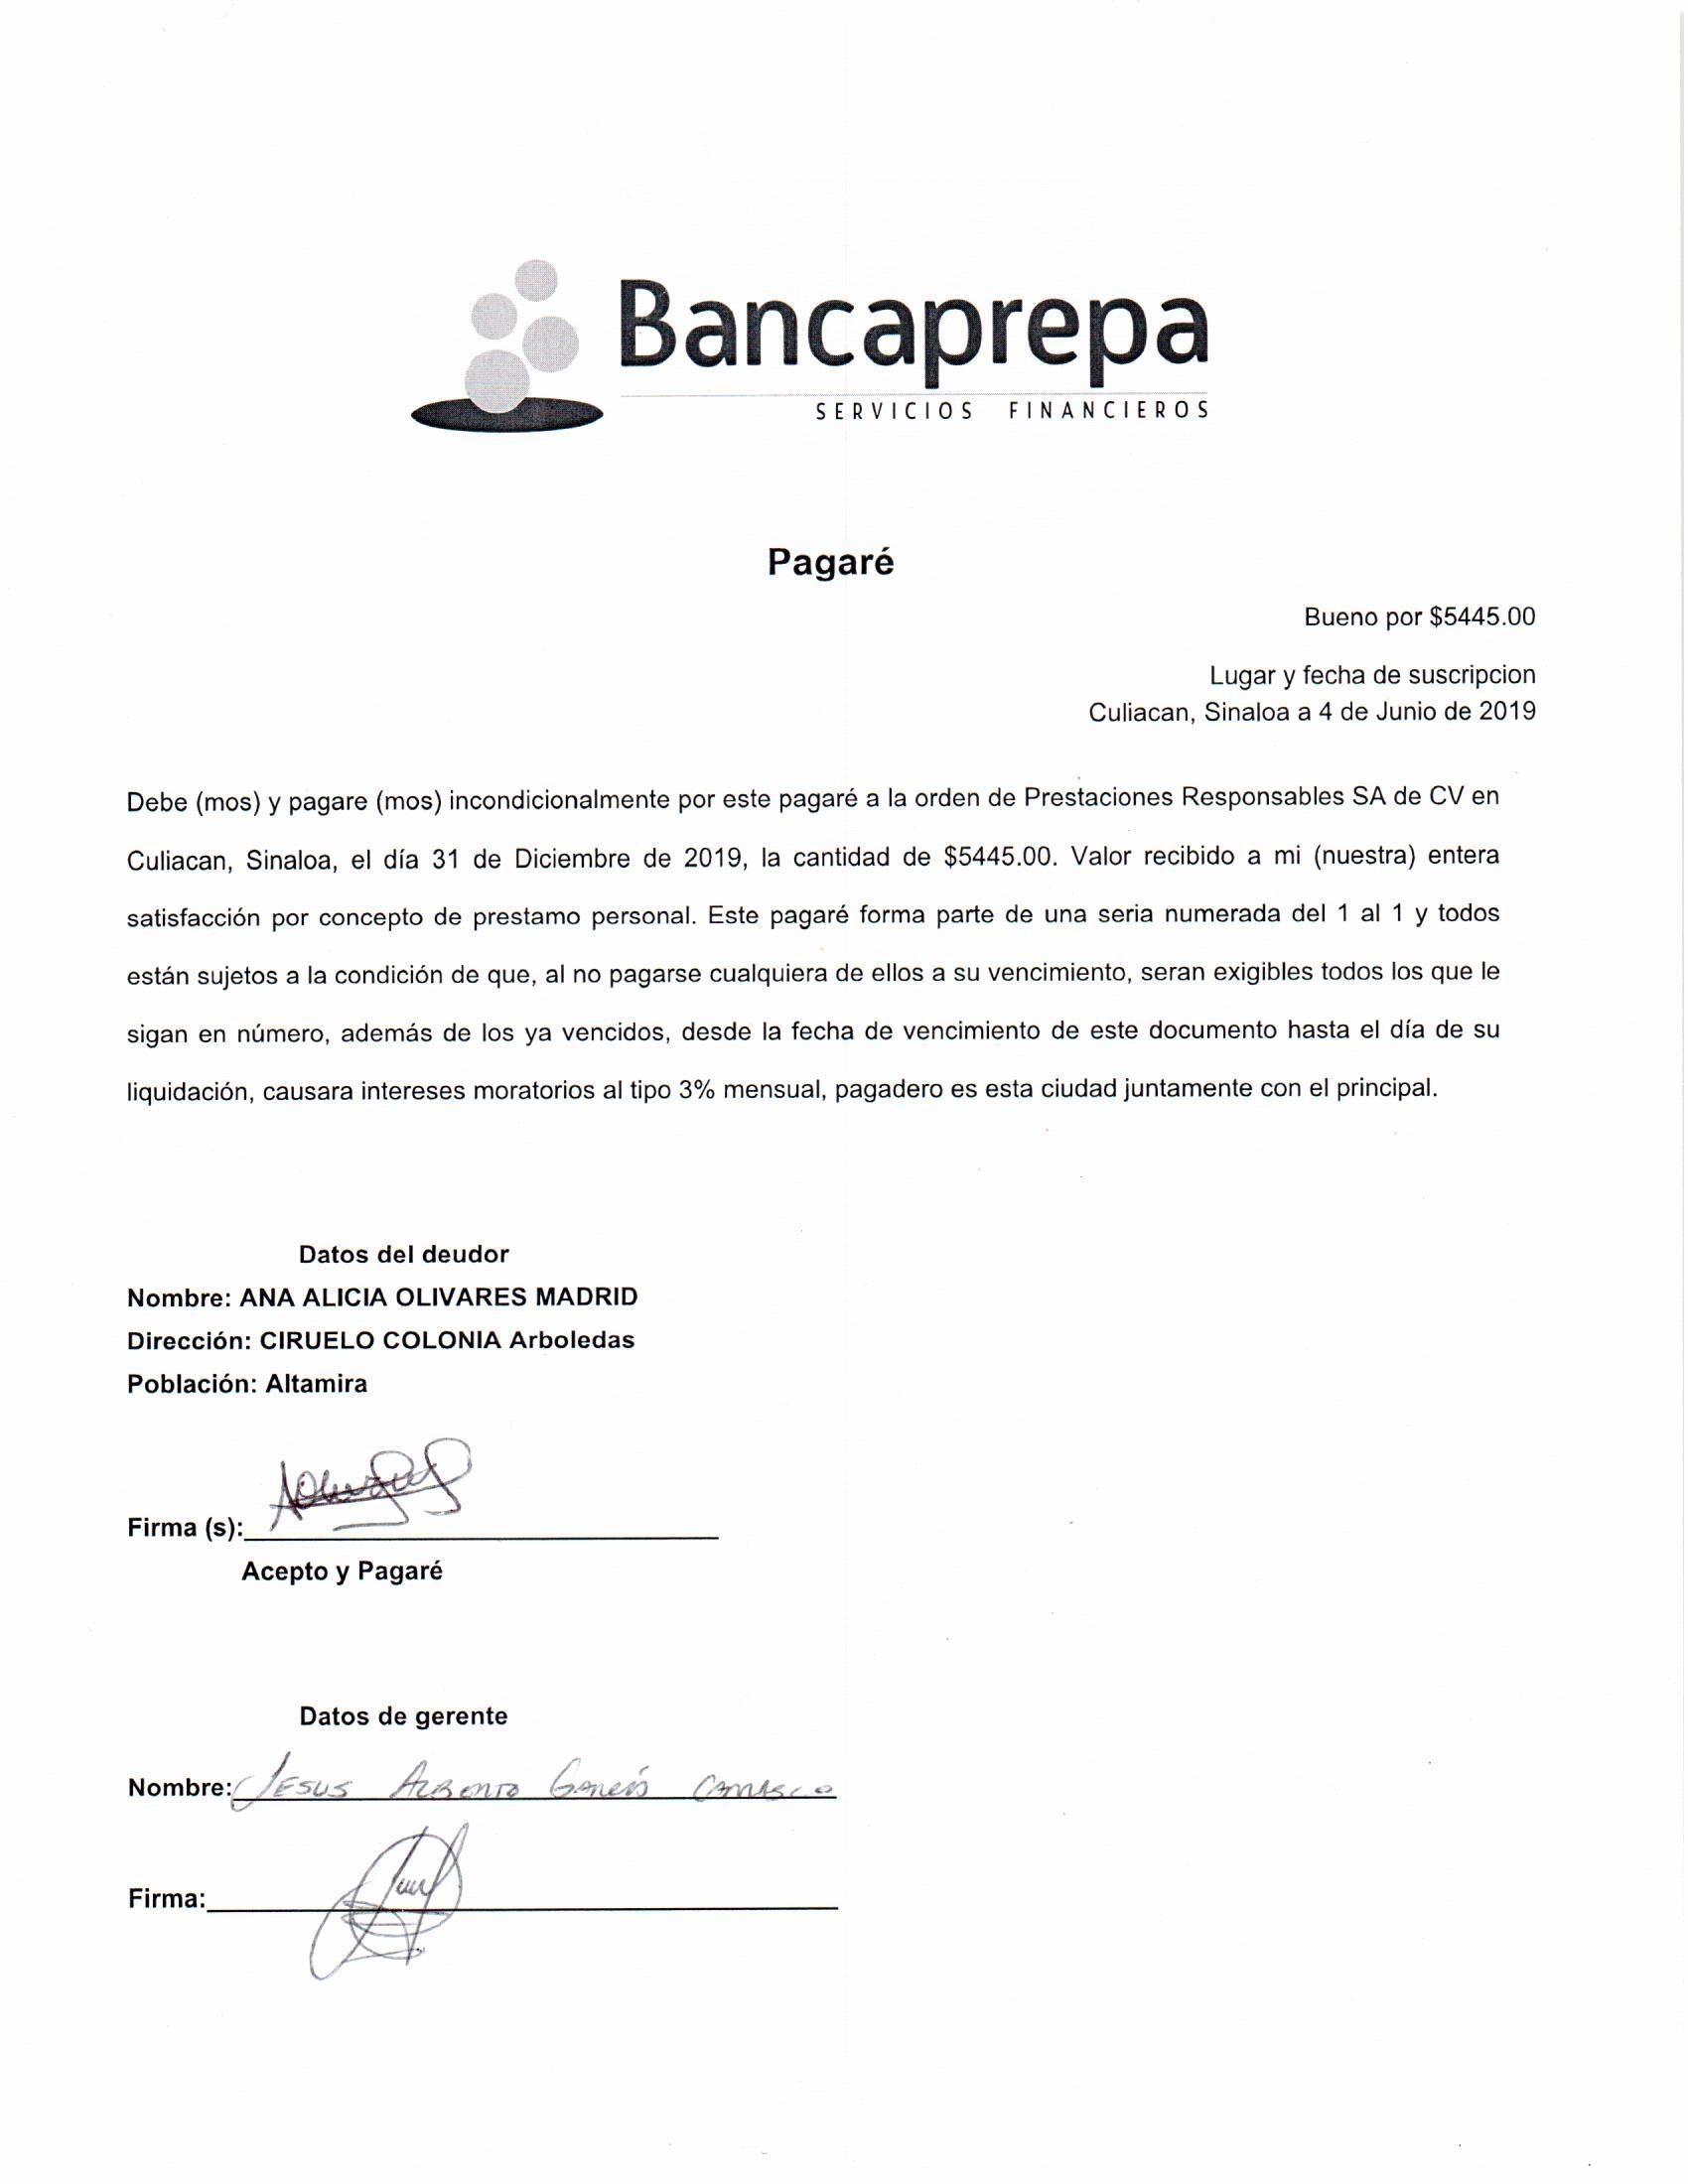 Bancaprepa
SERVICIOS FINANCIEROS
Pagaré
Bueno por $5445.00
Lugar y fecha de suscripcion
Culiacan, Sinaloa a 4 de Junio de 2019
Debe (mos) y pagare (mos) incondicionalmente por este pagaré a la orden de Prestaciones Responsables SA de CV en
Culiacan, Sinaloa, el día 31 de Diciembre de 2019, la cantidad de $5445.00. Valor recibido a mi (nuestra) entera
satisfacción por concepto de prestamo personal. Este pagaré forma parte de una seria numerada del 1 al 1 y todos
están sujetos a la condición de que, al no pagarse cualquiera de ellos a su vencimiento, seran exigibles todos los que le
sigan en número, además de los ya vencidos, desde la fecha de vencimiento de este documento hasta el día de su
liquidación, causara intereses moratorios al tipo 3% mensual, pagadero es esta ciudad juntamente con el principal.
Datos del deudor
Nombre: ANA ALICIA OLIVARES MADRID
Dirección: CIRUELO COLONIA Arboledas
Población: Altamira
Firma (s):
Acepto y Pagaré
Datos de gerente
Nombre: JESUS ALBERTO
Firma: